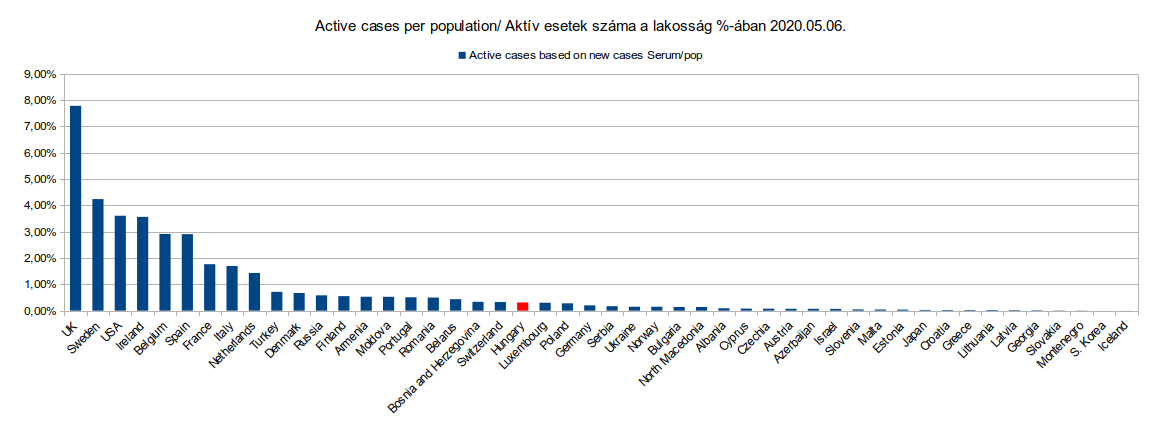 Active cases per population/ Aktív esetek száma a lakosság %-ában 2020.05.06.
Active cases based on new cases Serum/pop
9,00%
8,00%
7,00%
6,00%
5,00%
4,00%
3,00%
2,00%
1,00%
0,00%
UK
Sweden
USA
Ireland
Belgium
Spain
France
Italy
Netherlands
Turkey
Denmark
Russia
Finland
Armenia
Moldova
Portugal
Romania
Belarus
Bosnia and Herzegovina
Switzerland
Hungary
Luxembourg
Poland
Germany
Serbia
Ukraine
Norway
Bulgaria
North Macedonia
Albania
Cyprus
Czechia
Austria
Azerbaijan
Israel
Slovenia
Malta
Estonia
Japan
Croatia
Greece
Lithuania
Latvia
Georgia
Slovakia
Montenegro
S. Korea
Iceland